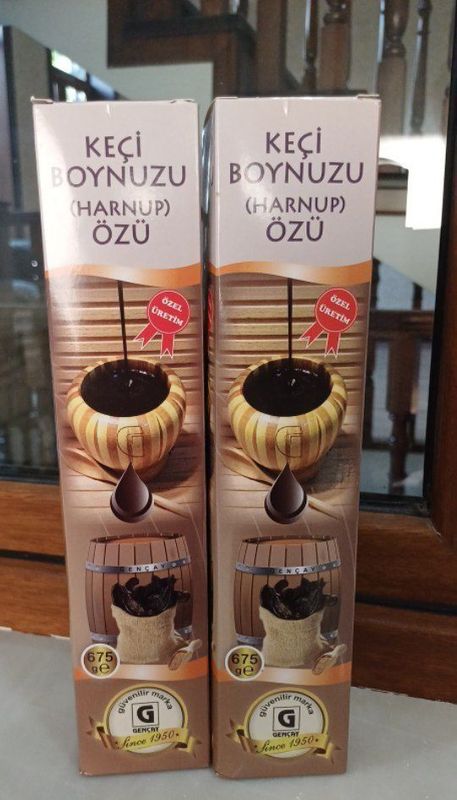 KEÇİ
BOYNUZU
(HARNUP)
ÖZÜ
ÖZEL
ÜRETİM
G
GENÇAY
675
g℮
güvenilir marka
G
GENÇAY
Since 1950
KEÇİ
BOYNUZU
(HARNUP)
ÖZÜ
ÖZEL
ÜRETİM
G
GENÇAY
675
g℮
güvenilir marka
G
GENÇAY
Since 1950